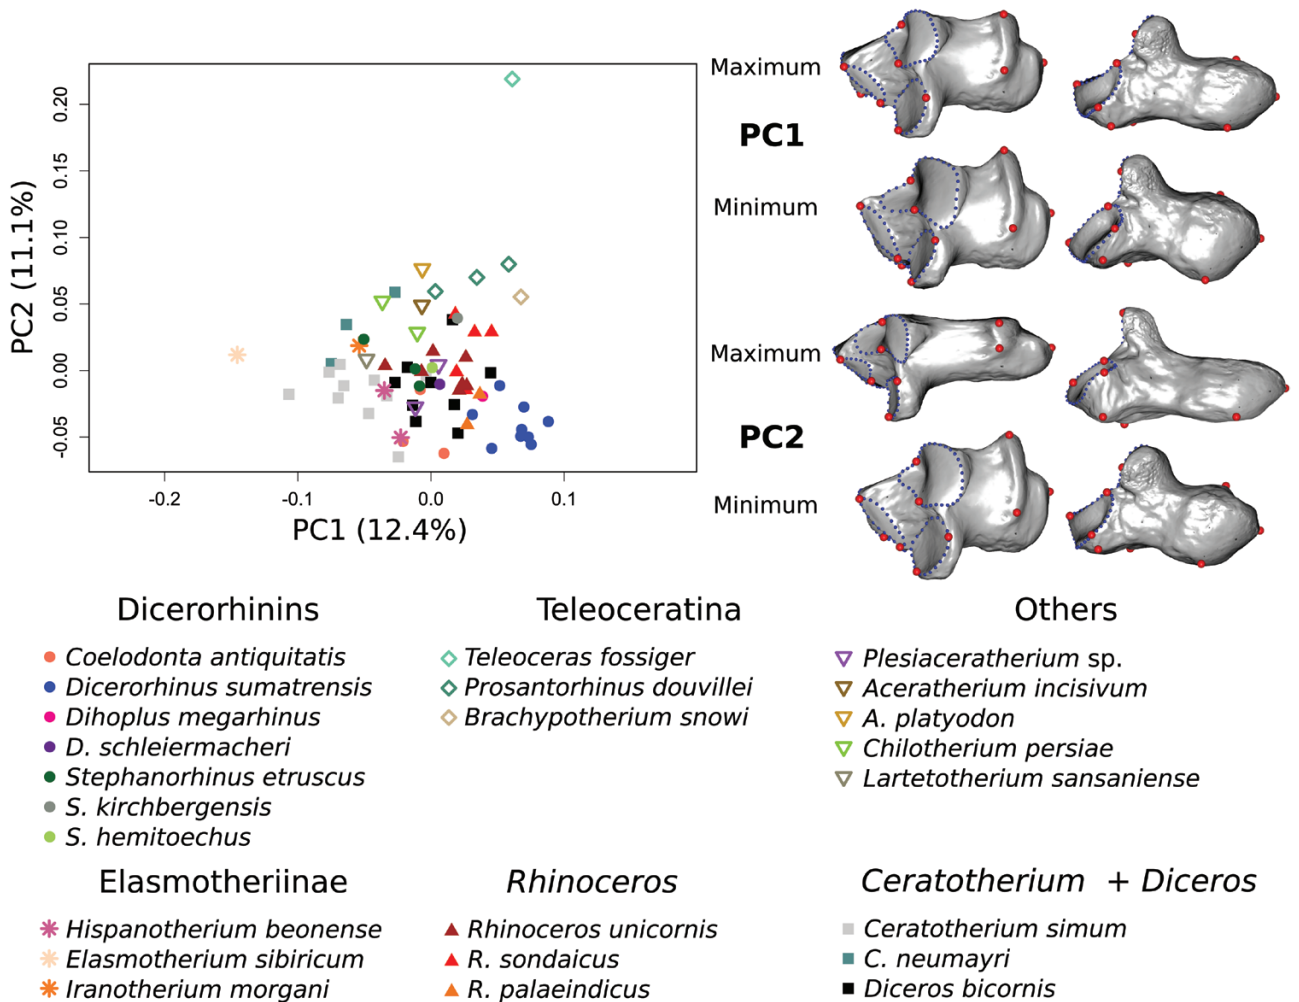 0.20
0.15
0.10
0.05
0.00
-0.05
PC2 (11.1%)
-0.2 -0.1 0.0 0.1
PC1 (12.4%)
Maximum
PC1
Minimum
Maximum
PC2
Minimum
Dicerorhinins
Coelodonta antiquitatis
Dicerorhinus sumatrensis
Dihoplus megarhinus
D. schleiermacheri
Stephanorhinus etruscus
S. kirchbergensis
S. hemitoechus
Teleoceratina
Teleoceras fossiger
Prosantorhinus douvillei
Brachypotherium snowi
Others
Plesiaceratherium sp.
Aceratherium incisivum
A. platyodon
Chilotherium persiae
Lartetotherium sansaniense
Elasmotheriinae
Hispanotherium beonense
Elasmotherium sibiricum
Iranotherium morgani
Rhinoceros
Rhinoceros unicornis
R. sondaicus
R. palaeindicus
Ceratotherium + Diceros
Ceratotherium simum
C. neumayri
Diceros bicornis